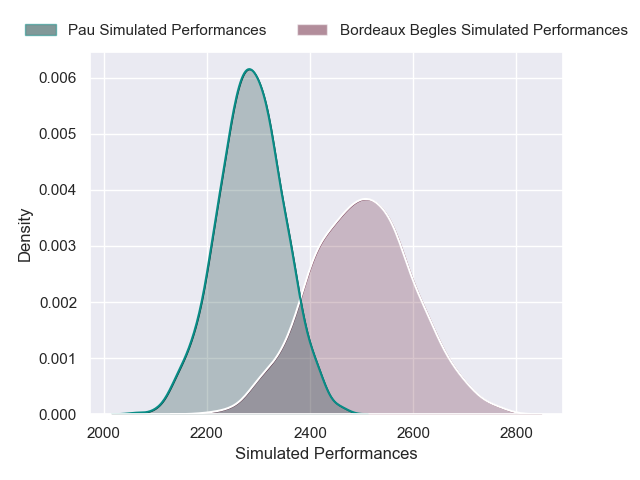 Pau Simulated Performances
Bordeaux Begles Simulated Performances
0.006
0.005
0.004
0.003
0.002
0.001
0.000
Density
2000 2200 2400 2600 2800
Simulated Performances